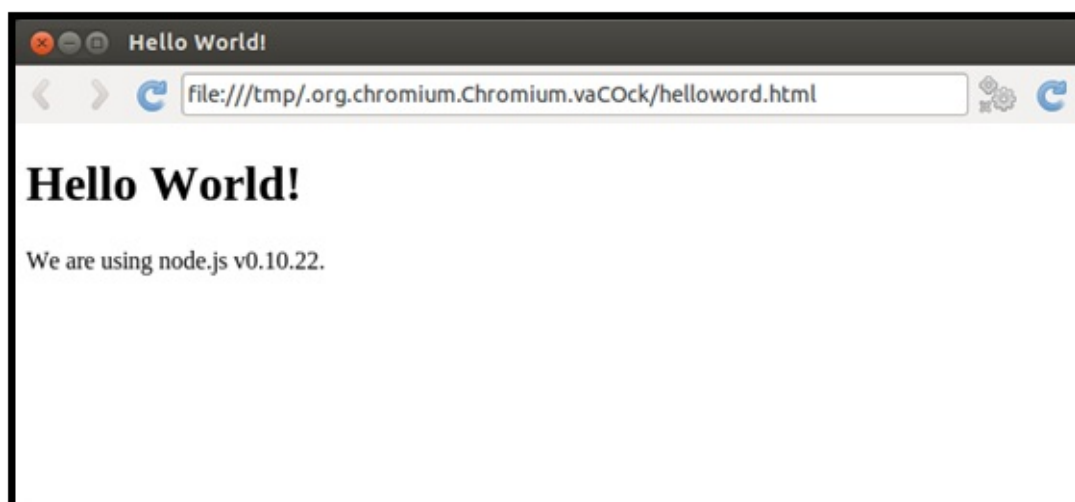 Hello World!
file:///tmp/.org.chromium.Chromium.vaCOck/helloword.html
Hello World!
We are using node.js v0.10.22.